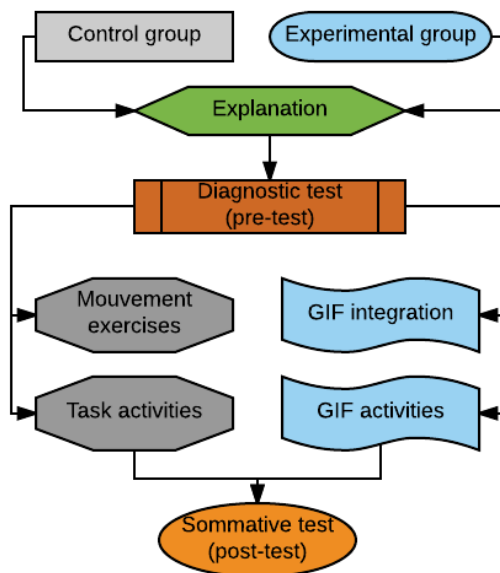 Control group
Experimental group
Explanation
Diagnostic test
(pre-test)
Mouvement
exercises
GIF integration
Task activities
GIF activities
Sommative test
(post-test)